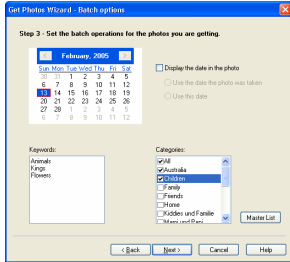 Get Photos Wizard - Batch options
Step 3 - Set the batch operations for the photos you are getting.
February, 2005
Sun Mon Tue Wed Thu Fri Sat
30 31 1 2 3 4 5
6 7 8 9 10 11 12
13 14 15 16 17 18 19
20 21 22 23 24 25 26
27 28 1 2 3 4 5
6 7 8 9 10 11 12
Display the date in the photo
Use the date the photo was taken
Use this date
Keywords:
Animals
Kings
Flowers
Categories:
All
Australia
Children
Family
Friends
Home
Kiddies und Familie
Mami und Papi
Master List
< Back
Next >
Cancel
Help